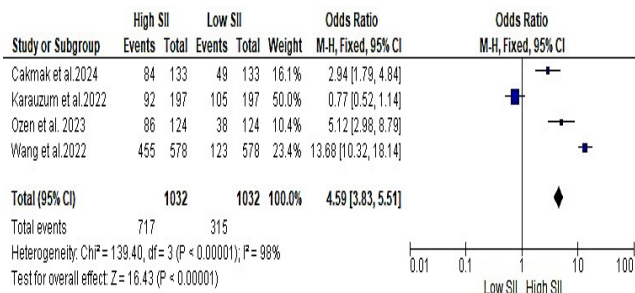 High SII Low SII Odds Ratio Odds Ratio
Study or Subgroup Events Total Events Total Weight M-H, Fixed, 95% CI M-H, Fixed, 95% CI
Cakmak et al.2024 84 133 49 133 16.1% 2.94 [1.79, 4.84]
Karauzum et al.2022 92 197 105 197 50.0% 0.77 [0.52, 1.14]
Ozen et al. 2023 86 124 38 124 10.4% 5.12 [2.98, 8.79]
Wang et al.2022 455 578 123 578 23.4% 13.68 [10.32, 18.14]
Total (95% CI) 1032 1032 100.0% 4.59 [3.83, 5.51]
Total events 717 315
Heterogeneity: Chi² = 139.40, df = 3 (P < 0.00001); I² = 98%
Test for overall effect: Z = 16.43 (P < 0.00001)
0.01 0.1 1 10 100
Low SII High SII